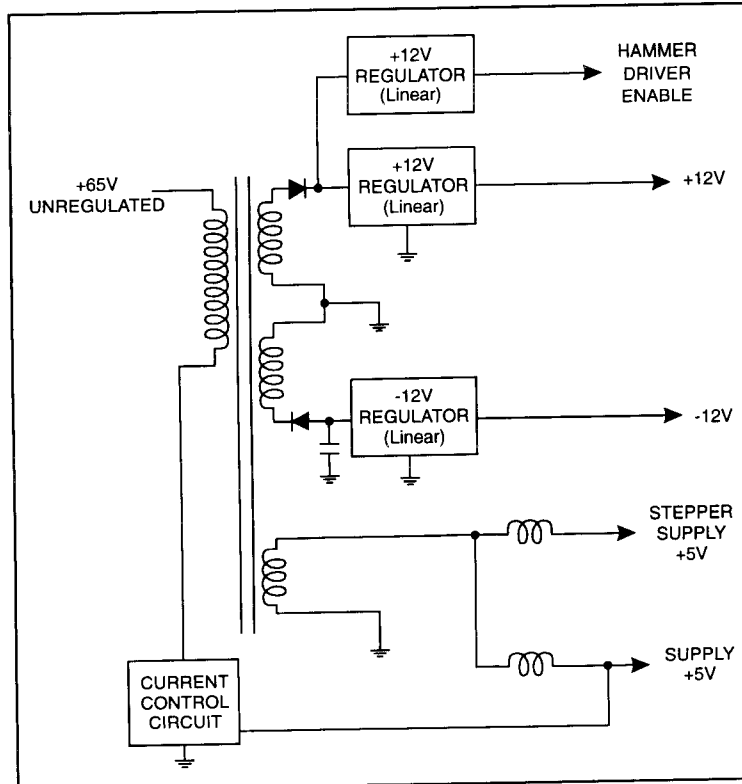 +12V
REGULATOR
(Linear)
HAMMER
DRIVER
ENABLE
+65V
UNREGULATED
+12V
REGULATOR
(Linear)
+12V
-12V
REGULATOR
(Linear)
-12V
STEPPER
SUPPLY
+5V
SUPPLY
+5V
CURRENT
CONTROL
CIRCUIT